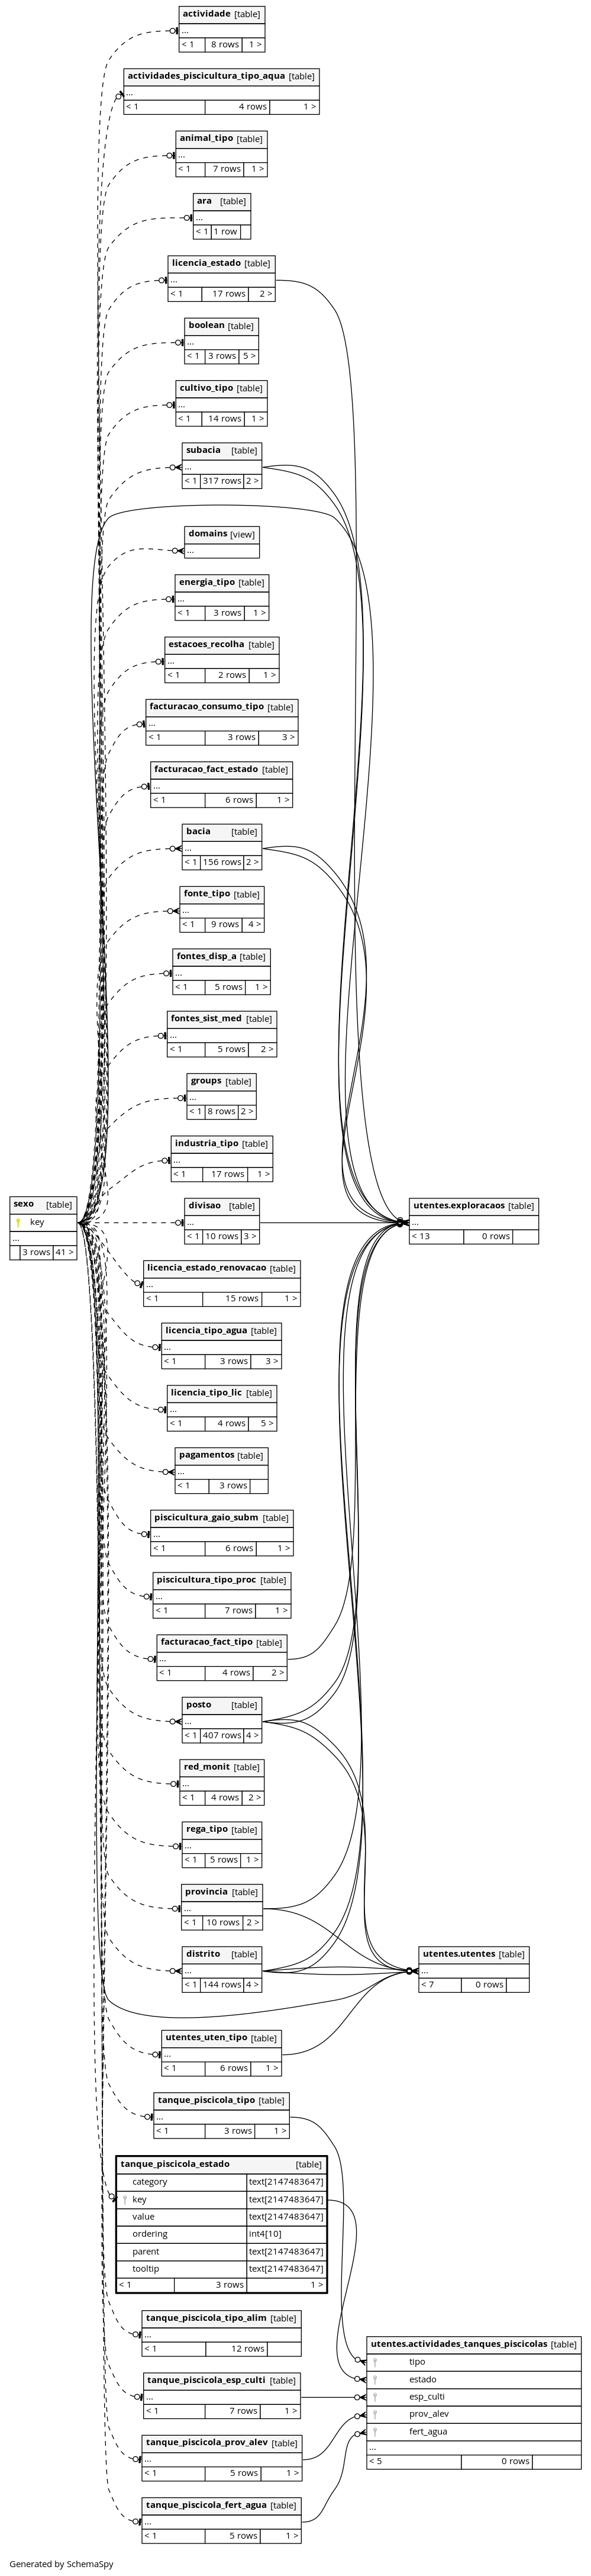 actividade [table]
...
< 1 8 rows 1 >
actividades_piscicultura_tipo_aqua [table]
...
< 1 4 rows 1 >
animal_tipo [table]
...
< 1 7 rows 1 >
ara [table]
...
< 1 1 row
licencia_estado [table]
...
< 1 17 rows 2 >
boolean [table]
...
< 1 3 rows 5 >
cultivo_tipo [table]
...
< 1 14 rows 1 >
subacia [table]
...
< 1 317 rows 2 >
domains [view]
...
energia_tipo [table]
...
< 1 3 rows 1 >
estacoes_recolha [table]
...
< 1 2 rows 1 >
facturacao_consumo_tipo [table]
...
< 1 3 rows 3 >
facturacao_fact_estado [table]
...
< 1 6 rows 1 >
bacia [table]
...
< 1 156 rows 2 >
fonte_tipo [table]
...
< 1 9 rows 4 >
fontes_disp_a [table]
...
< 1 5 rows 1 >
fontes_sist_med [table]
...
< 1 5 rows 2 >
groups [table]
...
< 1 8 rows 2 >
industria_tipo [table]
...
< 1 17 rows 1 >
sexo [table]
key
...
3 rows 41 >
divisao [table]
...
< 1 10 rows 3 >
utentes.exploracaos [table]
...
< 13 0 rows
licencia_estado_renovacao [table]
...
< 1 15 rows 1 >
licencia_tipo_agua [table]
...
< 1 3 rows 3 >
licencia_tipo_lic [table]
...
< 1 4 rows 5 >
pagamentos [table]
...
< 1 3 rows
piscicultura_gaio_subm [table]
...
< 1 6 rows 1 >
piscicultura_tipo_proc [table]
...
< 1 7 rows 1 >
facturacao_fact_tipo [table]
...
< 1 4 rows 2 >
posto [table]
...
< 1 407 rows 4 >
red_monit [table]
...
< 1 4 rows 2 >
rega_tipo [table]
...
< 1 5 rows 1 >
provincia [table]
...
< 1 10 rows 2 >
distrito [table]
...
< 1 144 rows 4 >
utentes.utentes [table]
...
< 7 0 rows
utentes_uten_tipo [table]
...
< 1 6 rows 1 >
tanque_piscicola_tipo [table]
...
< 1 3 rows 1 >
tanque_piscicola_estado [table]
category text[2147483647]
key text[2147483647]
value text[2147483647]
ordering int4[10]
parent text[2147483647]
tooltip text[2147483647]
< 1 3 rows 1 >
tanque_piscicola_tipo_alim [table]
...
< 1 12 rows
tanque_piscicola_esp_culti [table]
...
< 1 7 rows 1 >
tanque_piscicola_prov_alev [table]
...
< 1 5 rows 1 >
tanque_piscicola_fert_agua [table]
...
< 1 5 rows 1 >
utentes.actividades_tanques_piscicolas [table]
tipo
estado
esp_culti
prov_alev
fert_agua
...
< 5 0 rows
Generated by SchemaSpy